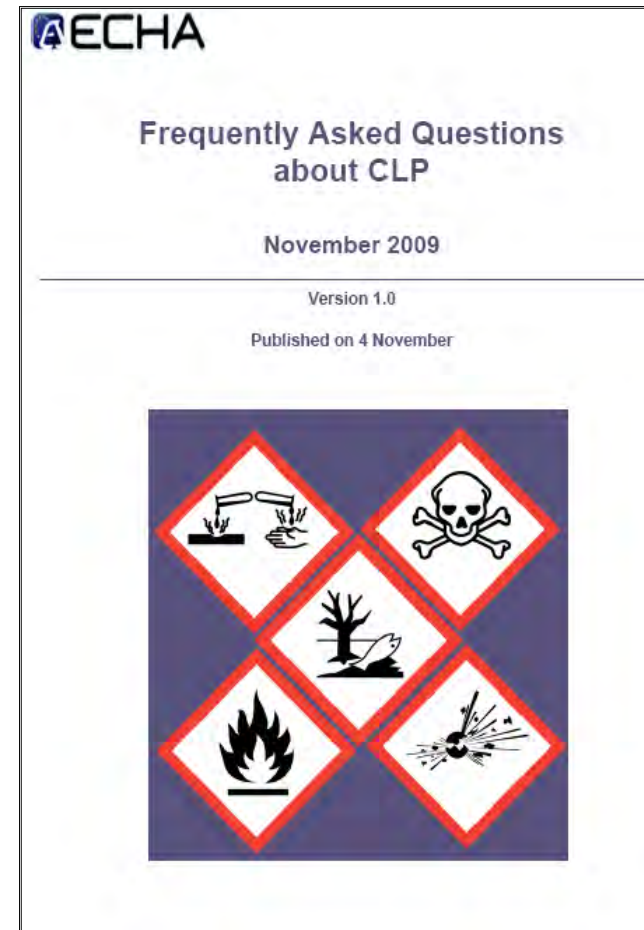 ECHA
Frequently Asked Questions
about CLP
November 2009
Version 1.0
Published on 4 November